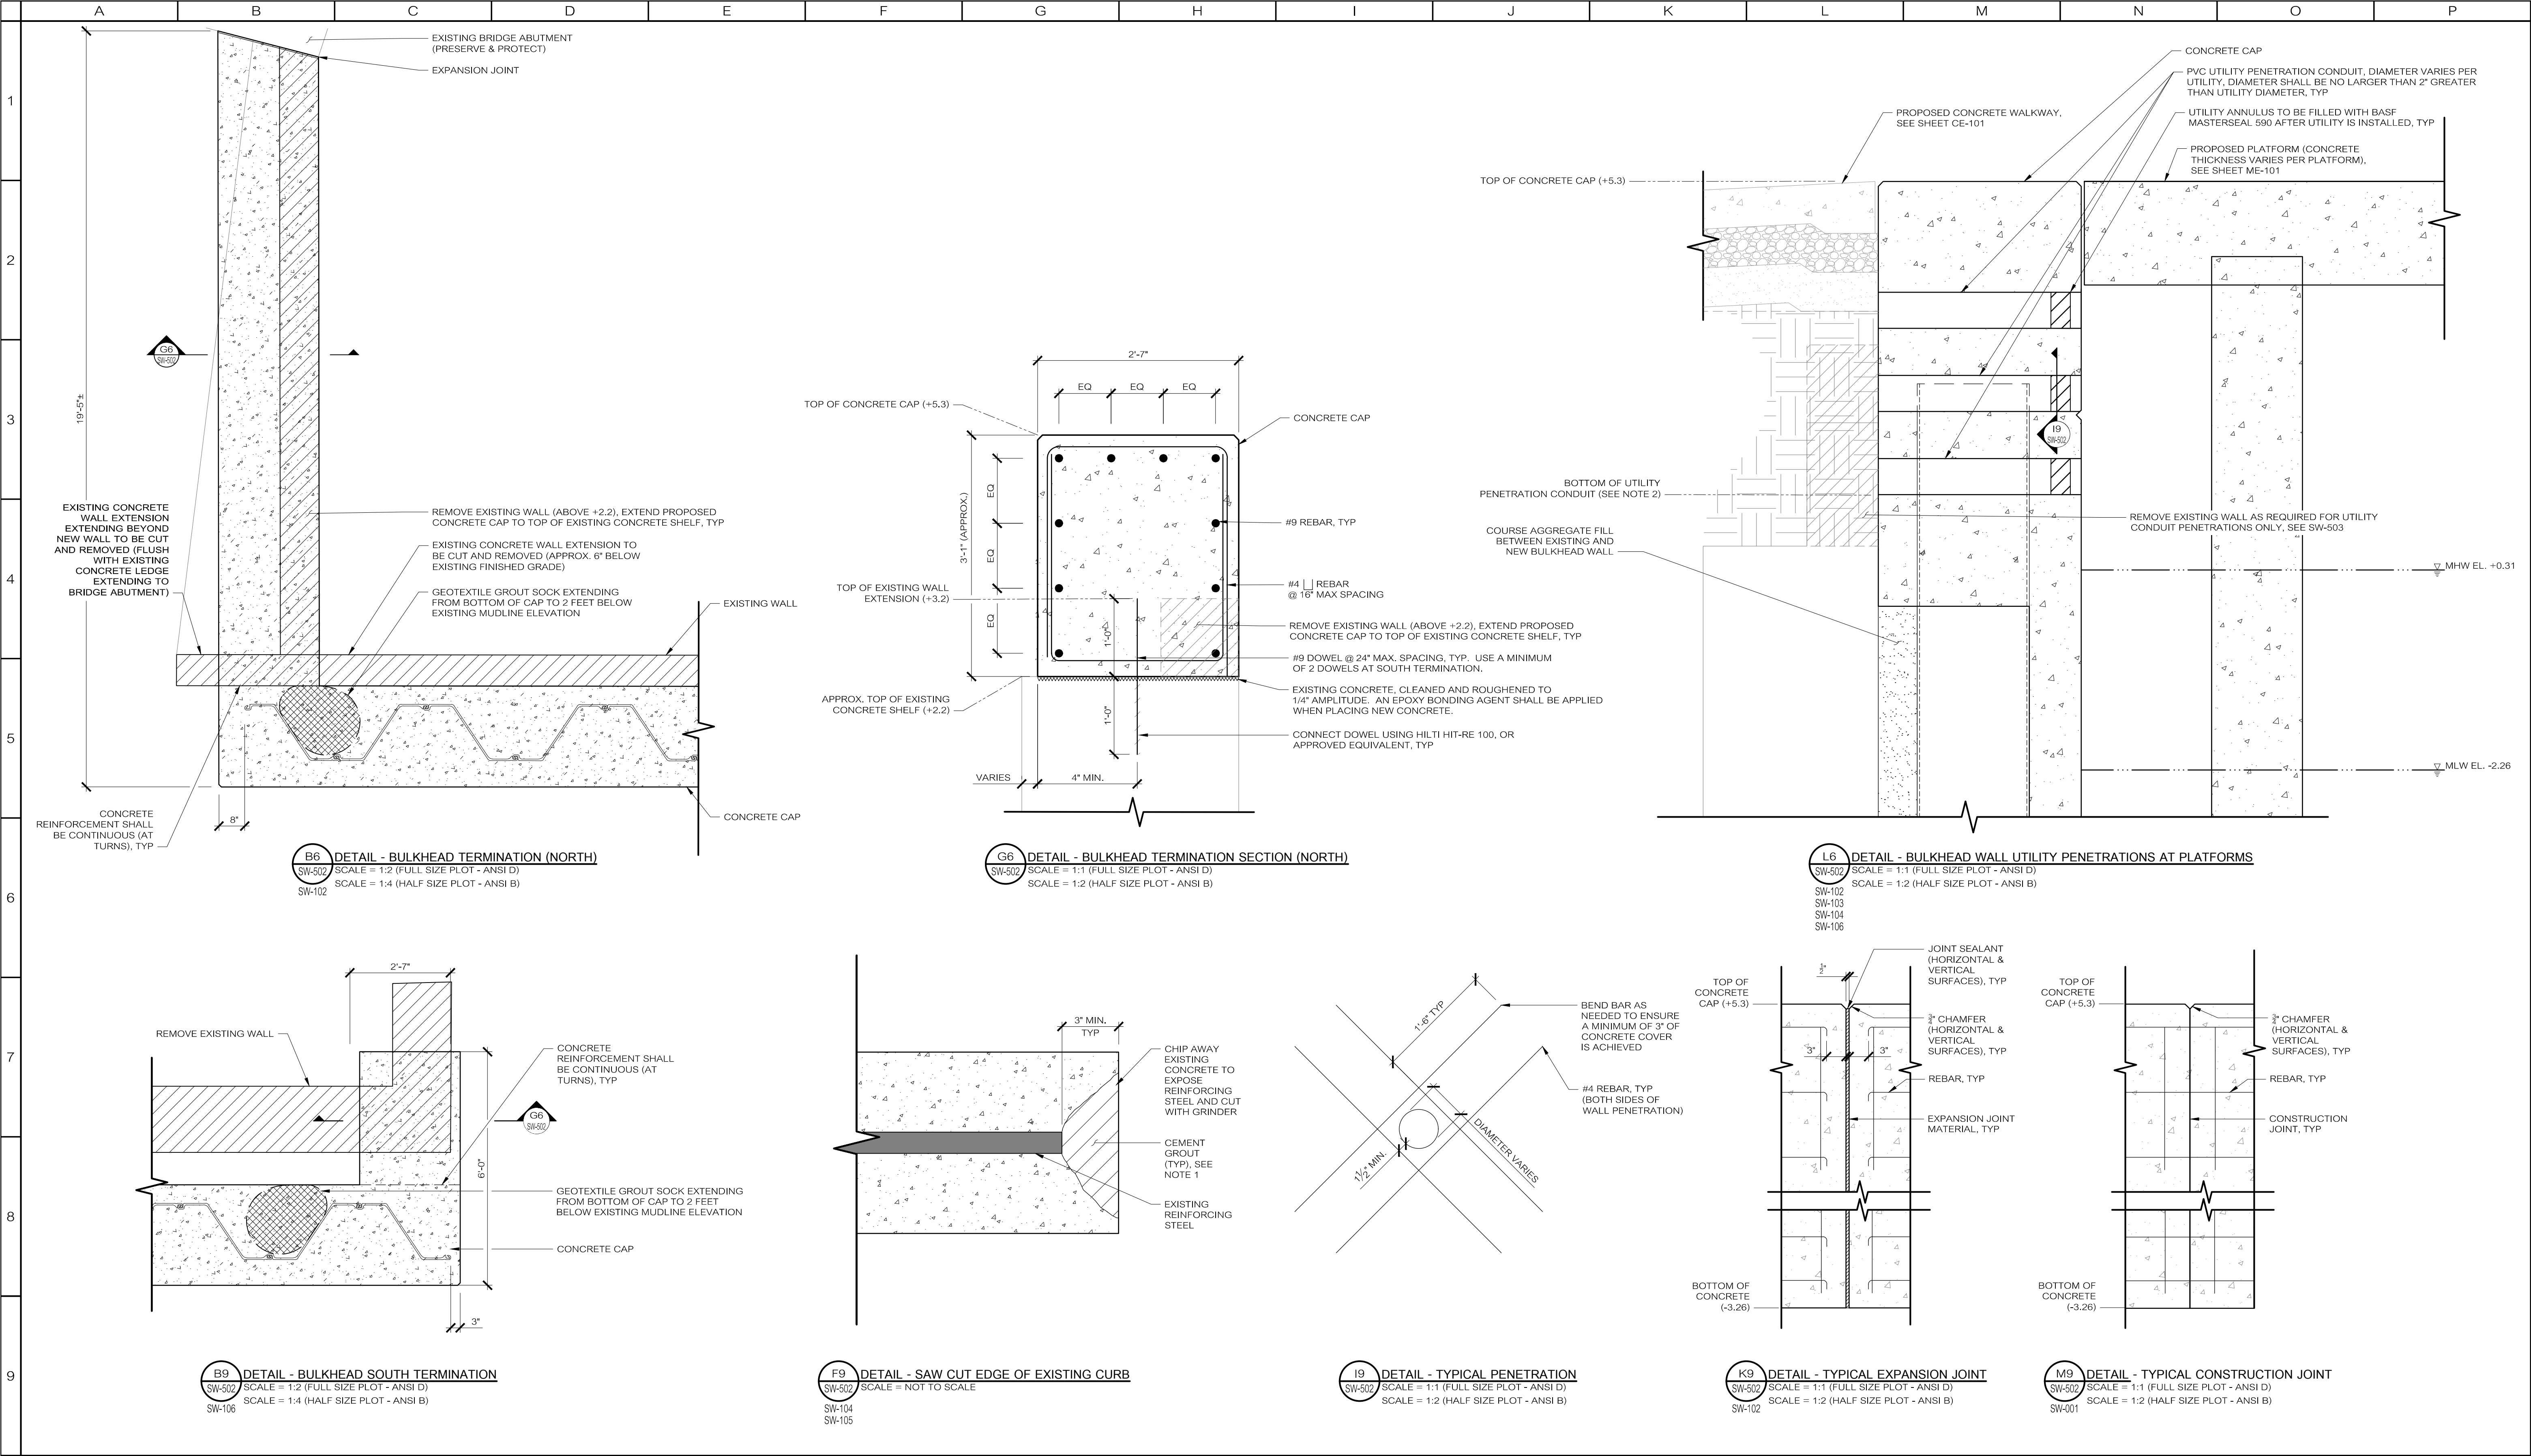 A B C D E F G H I J K L M N O P
1
2
3
4
5
6
7
8
9
EXISTING BRIDGE ABUTMENT
(PRESERVE & PROTECT)
EXPANSION JOINT
19'-5"±
G6
SW-502
EXISTING CONCRETE
WALL EXTENSION
EXTENDING BEYOND
NEW WALL TO BE CUT
AND REMOVED (FLUSH
WITH EXISTING
CONCRETE LEDGE
EXTENDING TO
BRIDGE ABUTMENT)
REMOVE EXISTING WALL (ABOVE +2.2), EXTEND PROPOSED
CONCRETE CAP TO TOP OF EXISTING CONCRETE SHELF, TYP
EXISTING CONCRETE WALL EXTENSION TO
BE CUT AND REMOVED (APPROX. 6" BELOW
EXISTING FINISHED GRADE)
GEOTEXTILE GROUT SOCK EXTENDING
FROM BOTTOM OF CAP TO 2 FEET BELOW
EXISTING MUDLINE ELEVATION
EXISTING WALL
CONCRETE
REINFORCEMENT SHALL
BE CONTINUOUS (AT
TURNS), TYP
8"
CONCRETE CAP
B6
SW-502
DETAIL - BULKHEAD TERMINATION (NORTH)
SCALE = 1:2 (FULL SIZE PLOT - ANSI D)
SCALE = 1:4 (HALF SIZE PLOT - ANSI B)
SW-102
2'-7"
EQ EQ EQ
TOP OF CONCRETE CAP (+5.3)
CONCRETE CAP
3'-1" (APPROX.)
EQ
EQ
EQ
#9 REBAR, TYP
TOP OF EXISTING WALL
EXTENSION (+3.2)
#4 REBAR
@ 16" MAX SPACING
1'-0"
REMOVE EXISTING WALL (ABOVE +2.2), EXTEND PROPOSED
CONCRETE CAP TO TOP OF EXISTING CONCRETE SHELF, TYP
#9 DOWEL @ 24" MAX. SPACING, TYP. USE A MINIMUM
OF 2 DOWELS AT SOUTH TERMINATION.
APPROX. TOP OF EXISTING
CONCRETE SHELF (+2.2)
1'-0"
EXISTING CONCRETE, CLEANED AND ROUGHENED TO
1/4" AMPLITUDE. AN EPOXY BONDING AGENT SHALL BE APPLIED
WHEN PLACING NEW CONCRETE.
CONNECT DOWEL USING HILTI HIT-RE 100, OR
APPROVED EQUIVALENT, TYP
VARIES
4" MIN.
G6
SW-502
DETAIL - BULKHEAD TERMINATION SECTION (NORTH)
SCALE = 1:1 (FULL SIZE PLOT - ANSI D)
SCALE = 1:2 (HALF SIZE PLOT - ANSI B)
CONCRETE CAP
PVC UTILITY PENETRATION CONDUIT, DIAMETER VARIES PER
UTILITY, DIAMETER SHALL BE NO LARGER THAN 2" GREATER
THAN UTILITY DIAMETER, TYP
PROPOSED CONCRETE WALKWAY,
SEE SHEET CE-101
UTILITY ANNULUS TO BE FILLED WITH BASF
MASTERSEAL 590 AFTER UTILITY IS INSTALLED, TYP
PROPOSED PLATFORM (CONCRETE
THICKNESS VARIES PER PLATFORM),
SEE SHEET ME-101
TOP OF CONCRETE CAP (+5.3)
I9
SW-502
BOTTOM OF UTILITY
PENETRATION CONDUIT (SEE NOTE 2)
COURSE AGGREGATE FILL
BETWEEN EXISTING AND
NEW BULKHEAD WALL
REMOVE EXISTING WALL AS REQUIRED FOR UTILITY
CONDUIT PENETRATIONS ONLY, SEE SW-503
MHW EL. +0.31
MLW EL. -2.26
L6
SW-502
DETAIL - BULKHEAD WALL UTILITY PENETRATIONS AT PLATFORMS
SCALE = 1:1 (FULL SIZE PLOT - ANSI D)
SCALE = 1:2 (HALF SIZE PLOT - ANSI B)
SW-102
SW-103
SW-104
SW-106
2'-7"
REMOVE EXISTING WALL
CONCRETE
REINFORCEMENT SHALL
BE CONTINUOUS (AT
TURNS), TYP
G6
SW-502
6'-0"
GEOTEXTILE GROUT SOCK EXTENDING
FROM BOTTOM OF CAP TO 2 FEET
BELOW EXISTING MUDLINE ELEVATION
CONCRETE CAP
3"
B9
SW-502
DETAIL - BULKHEAD SOUTH TERMINATION
SCALE = 1:2 (FULL SIZE PLOT - ANSI D)
SCALE = 1:4 (HALF SIZE PLOT - ANSI B)
SW-106
3" MIN.
TYP
CHIP AWAY
EXISTING
CONCRETE TO
EXPOSE
REINFORCING
STEEL AND CUT
WITH GRINDER
CEMENT
GROUT
(TYP), SEE
NOTE 1
EXISTING
REINFORCING
STEEL
F9
SW-502
DETAIL - SAW CUT EDGE OF EXISTING CURB
SCALE = NOT TO SCALE
SW-104
SW-105
1'-6" TYP
BEND BAR AS
NEEDED TO ENSURE
A MINIMUM OF 3" OF
CONCRETE COVER
IS ACHIEVED
#4 REBAR, TYP
(BOTH SIDES OF
WALL PENETRATION)
DIAMETER VARIES
1½" MIN.
I9
SW-502
DETAIL - TYPICAL PENETRATION
SCALE = 1:1 (FULL SIZE PLOT - ANSI D)
SCALE = 1:2 (HALF SIZE PLOT - ANSI B)
½"
JOINT SEALANT
(HORIZONTAL &
VERTICAL
SURFACES), TYP
TOP OF
CONCRETE
CAP (+5.3)
¾" CHAMFER
(HORIZONTAL &
VERTICAL
SURFACES), TYP
3" 3"
REBAR, TYP
EXPANSION JOINT
MATERIAL, TYP
BOTTOM OF
CONCRETE
(-3.26)
K9
SW-502
DETAIL - TYPICAL EXPANSION JOINT
SCALE = 1:1 (FULL SIZE PLOT - ANSI D)
SCALE = 1:2 (HALF SIZE PLOT - ANSI B)
SW-102
TOP OF
CONCRETE
CAP (+5.3)
¾" CHAMFER
(HORIZONTAL &
VERTICAL
SURFACES), TYP
REBAR, TYP
CONSTRUCTION
JOINT, TYP
BOTTOM OF
CONCRETE
(-3.26)
M9
SW-502
DETAIL - TYPICAL CONSTRUCTION JOINT
SCALE = 1:1 (FULL SIZE PLOT - ANSI D)
SCALE = 1:2 (HALF SIZE PLOT - ANSI B)
SW-001